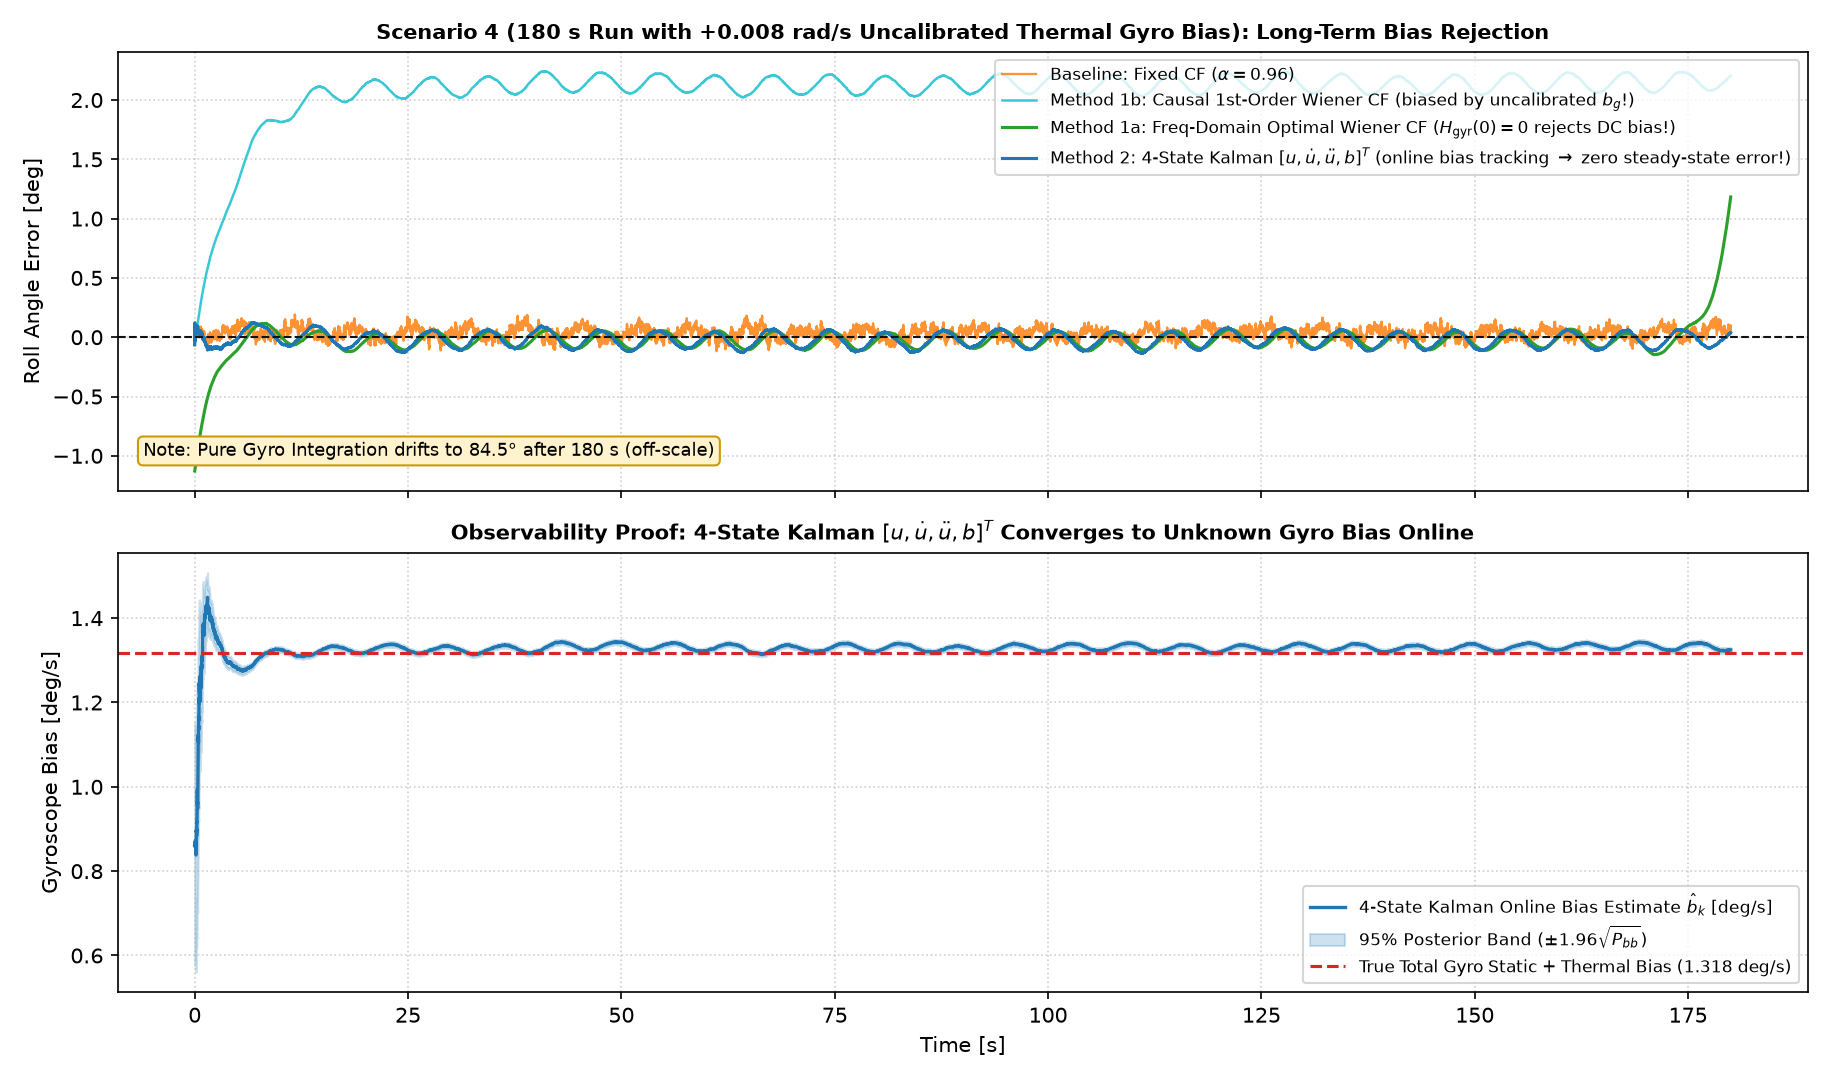 Scenario 4 (180 s Run with +0.008 rad/s Uncalibrated Thermal Gyro Bias): Long-Term Bias Rejection
Roll Angle Error [deg]
2.0
1.5
1.0
0.5
0.0
−0.5
−1.0
Baseline: Fixed CF (α = 0.96)
Method 1b: Causal 1st-Order Wiener CF (biased by uncalibrated b_g!)
Method 1a: Freq-Domain Optimal Wiener CF (H_gyr(0) = 0 rejects DC bias!)
Method 2: 4-State Kalman [u, u̇, ü, b]^T (online bias tracking → zero steady-state error!)
Note: Pure Gyro Integration drifts to 84.5° after 180 s (off-scale)
Observability Proof: 4-State Kalman [u, u̇, ü, b]^T Converges to Unknown Gyro Bias Online
Gyroscope Bias [deg/s]
1.4
1.2
1.0
0.8
0.6
4-State Kalman Online Bias Estimate b̂_k [deg/s]
95% Posterior Band (±1.96√P_bb)
True Total Gyro Static + Thermal Bias (1.318 deg/s)
0 25 50 75 100 125 150 175
Time [s]